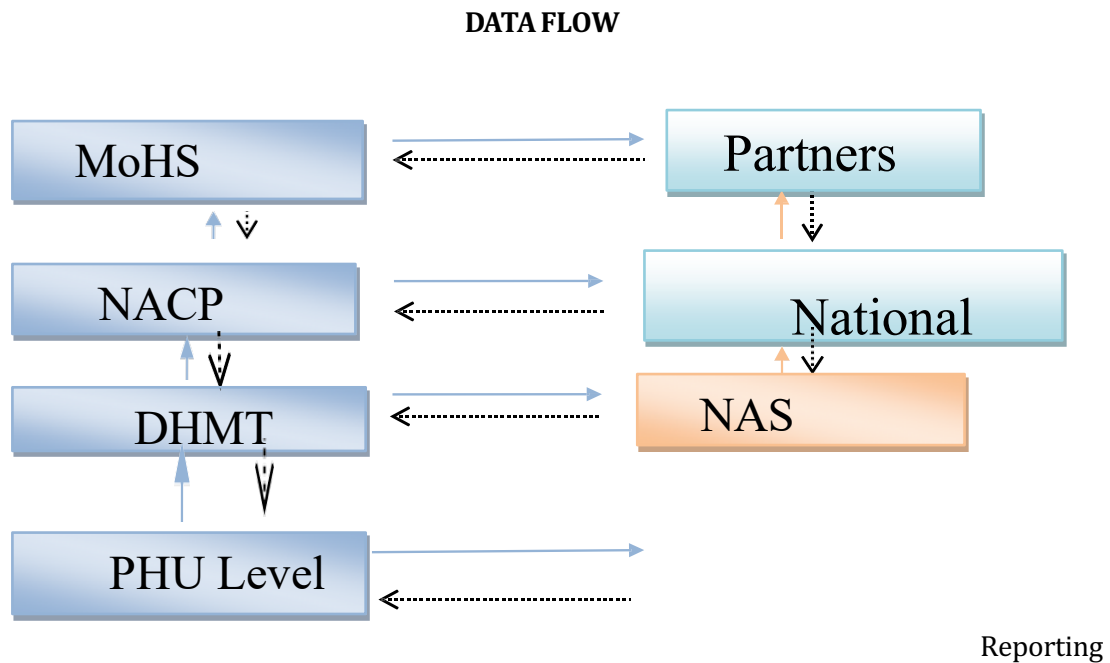 DATA FLOW
MoHS
Partners
NACP
National
DHMT
NAS
PHU Level
Reporting